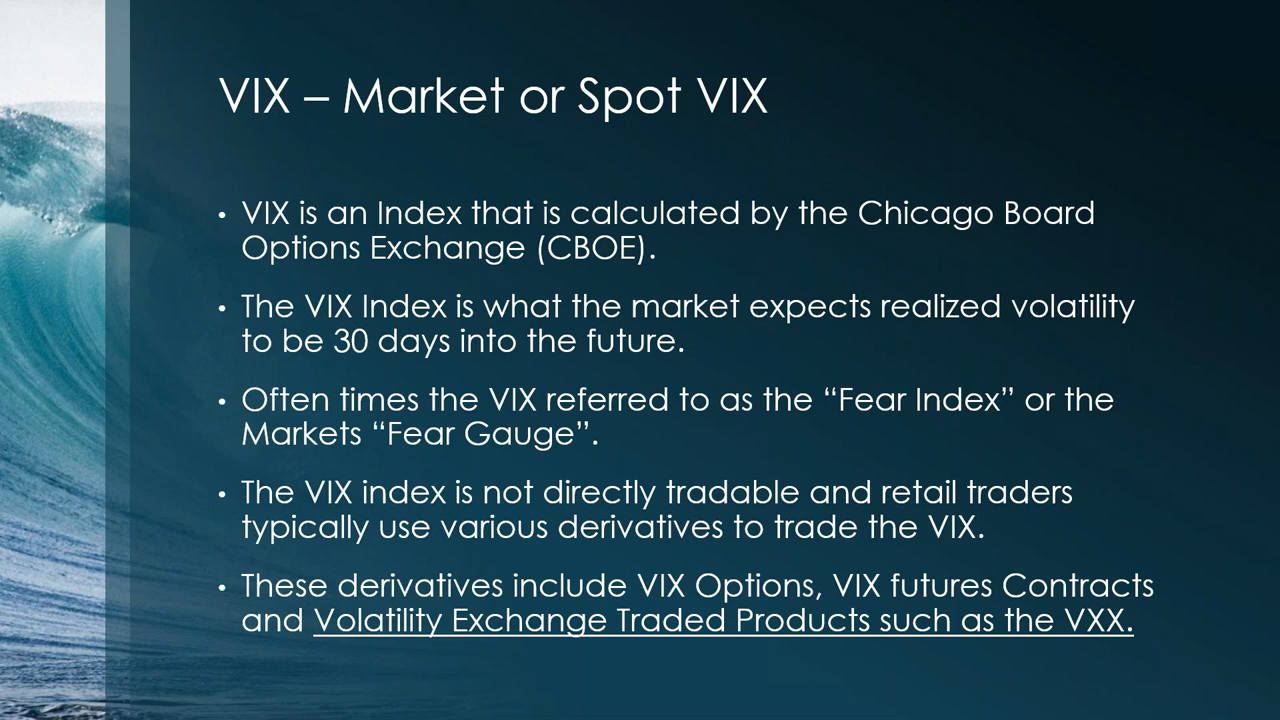 VIX – Market or Spot VIX
• VIX is an Index that is calculated by the Chicago Board
Options Exchange (CBOE).
• The VIX Index is what the market expects realized volatility
to be 30 days into the future.
• Often times the VIX referred to as the “Fear Index” or the
Markets “Fear Gauge”.
• The VIX index is not directly tradable and retail traders
typically use various derivatives to trade the VIX.
• These derivatives include VIX Options, VIX futures Contracts
and Volatility Exchange Traded Products such as the VXX.